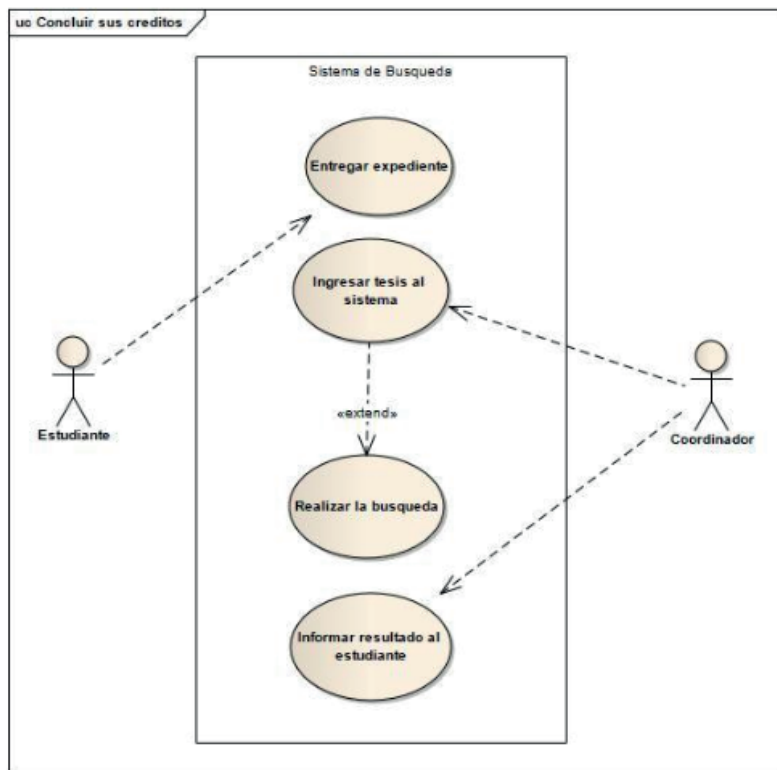 uc Concluir sus creditos
Sistema de Busqueda
Entregar expediente
Ingresar tesis al
sistema
Estudiante
«extend»
Coordinador
Realizar la busqueda
Informar resultado al
estudiante